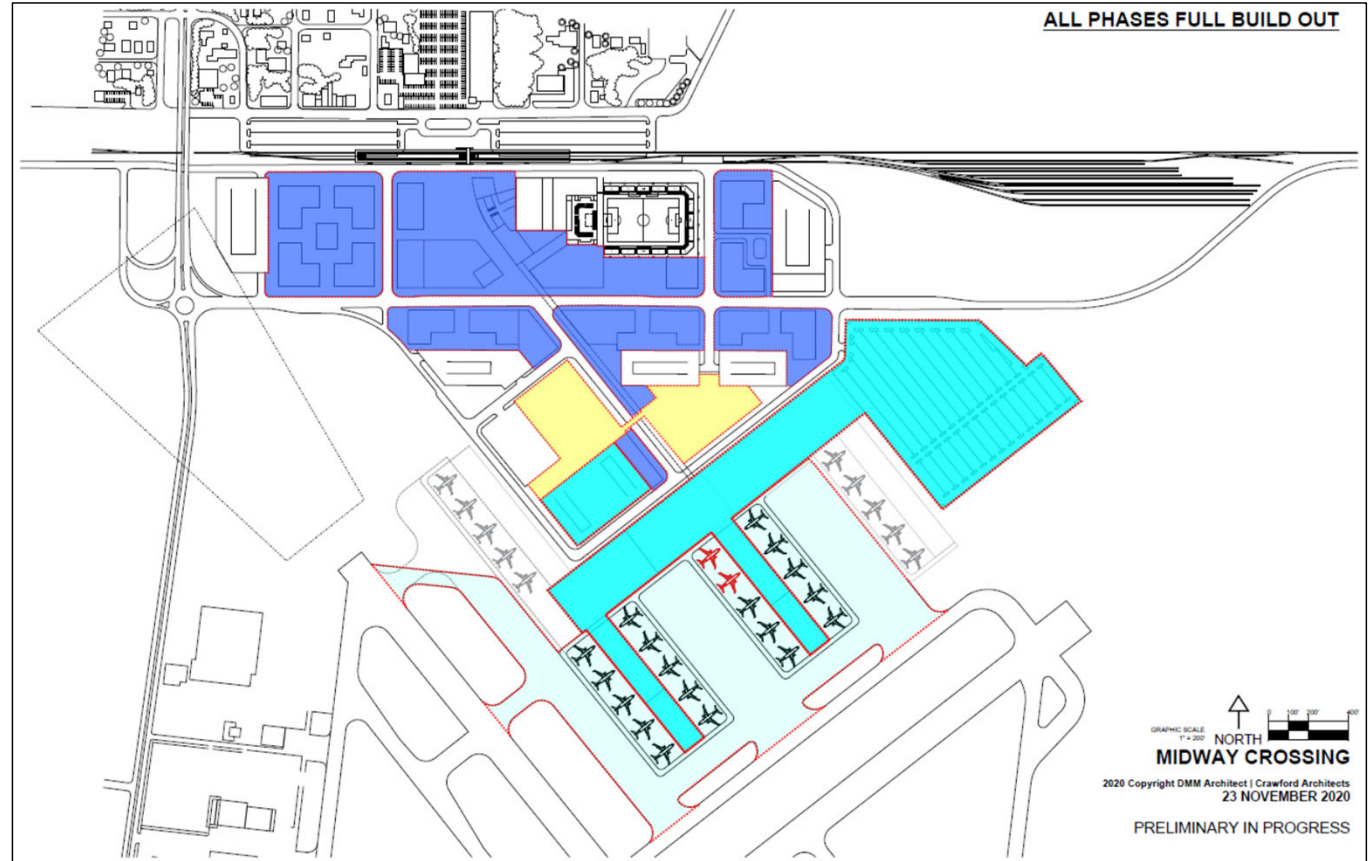 ALL PHASES FULL BUILD OUT
0 100' 200' 400'
GRAPHIC SCALE
1" = 200'
NORTH
MIDWAY CROSSING
2020 Copyright DMM Architect | Crawford Architects
23 NOVEMBER 2020
PRELIMINARY IN PROGRESS